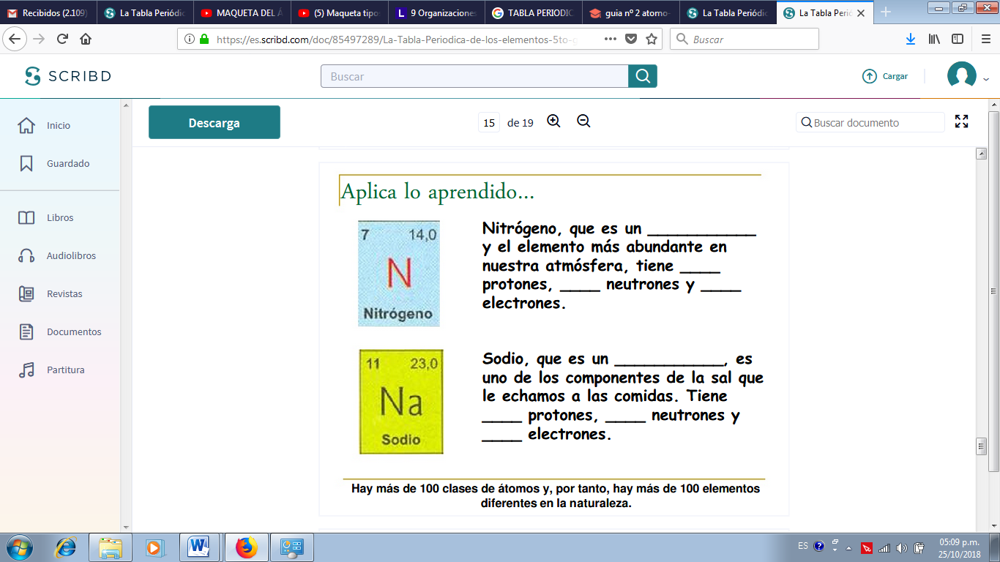 Recibidos (2.109)
La Tabla Periódic
MAQUETA DEL Á
(5) Maqueta tipos
9 Organizaciones
TABLA PERIODIC
guia nº 2 atomo-
La Tabla Periódic
La Tabla Perió
https://es.scribd.com/doc/85497289/La-Tabla-Periodica-de-los-elementos-5to-g
Buscar
SCRIBD
Buscar
Cargar
Inicio
Guardado
Libros
Audiolibros
Revistas
Documentos
Partitura
Descarga
15 de 19
Buscar documento
Aplica lo aprendido...
7 14,0
N
Nitrógeno
Nitrógeno, que es un ___________
y el elemento más abundante en
nuestra atmósfera, tiene ____
protones, ____ neutrones y ____
electrones.
11 23,0
Na
Sodio
Sodio, que es un ___________, es
uno de los componentes de la sal que
le echamos a las comidas. Tiene
____ protones, ____ neutrones y
____ electrones.
Hay más de 100 clases de átomos y, por tanto, hay más de 100 elementos
diferentes en la naturaleza.
ES
05:09 p.m.
25/10/2018